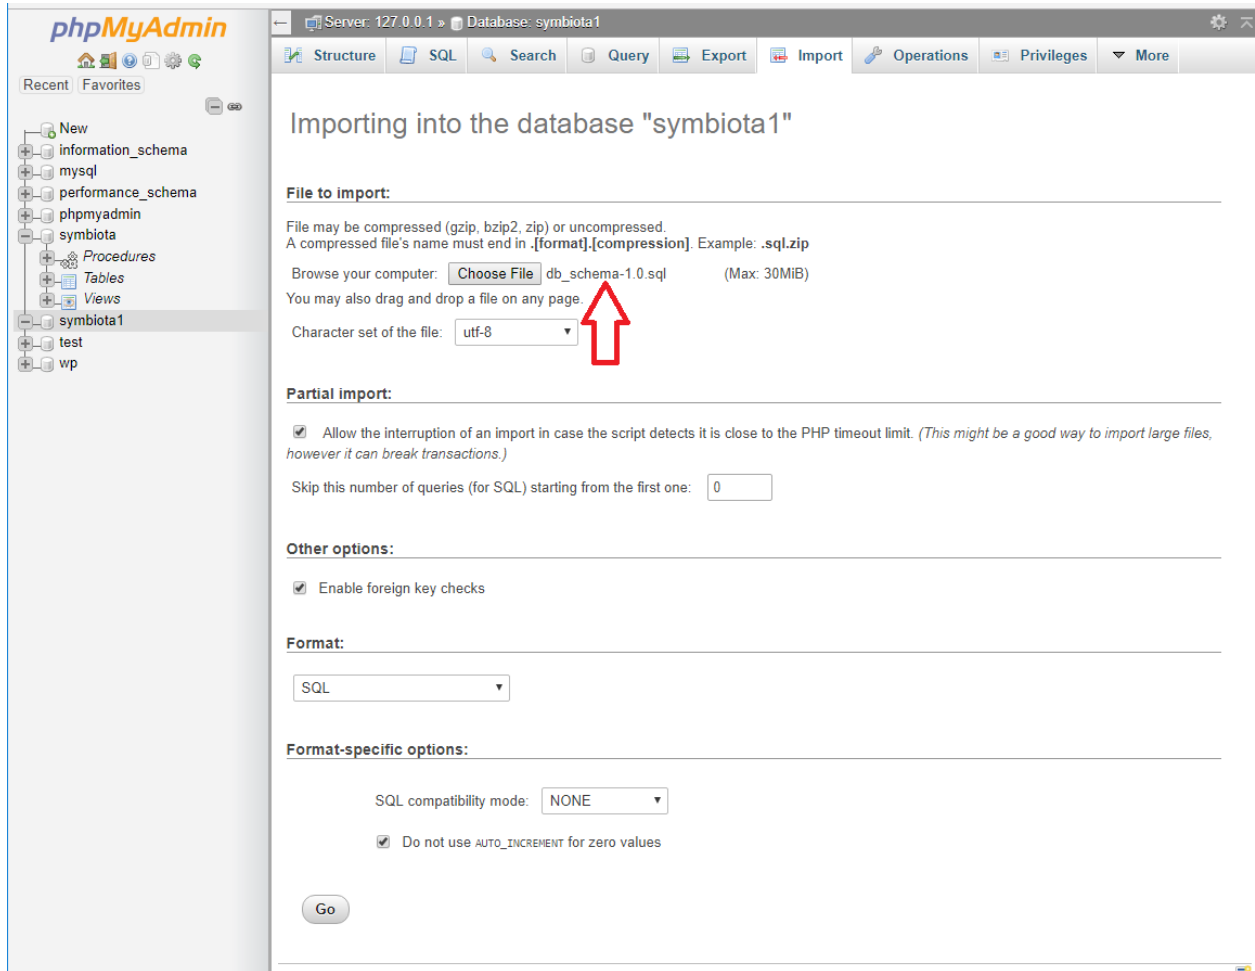 phpMyAdmin
Recent Favorites
New
information_schema
mysql
performance_schema
phpmyadmin
symbiota
Procedures
Tables
Views
symbiota1
test
wp
Server: 127.0.0.1 » Database: symbiota1
Structure SQL Search Query Export Import Operations Privileges More
Importing into the database "symbiota1"
File to import:
File may be compressed (gzip, bzip2, zip) or uncompressed.
A compressed file's name must end in .[format].[compression]. Example: .sql.zip
Browse your computer: Choose File db_schema-1.0.sql (Max: 30MiB)
You may also drag and drop a file on any page.
Character set of the file: utf-8
Partial import:
Allow the interruption of an import in case the script detects it is close to the PHP timeout limit. (This might be a good way to import large files,
however it can break transactions.)
Skip this number of queries (for SQL) starting from the first one: 0
Other options:
Enable foreign key checks
Format:
SQL
Format-specific options:
SQL compatibility mode: NONE
Do not use AUTO_INCREMENT for zero values
Go